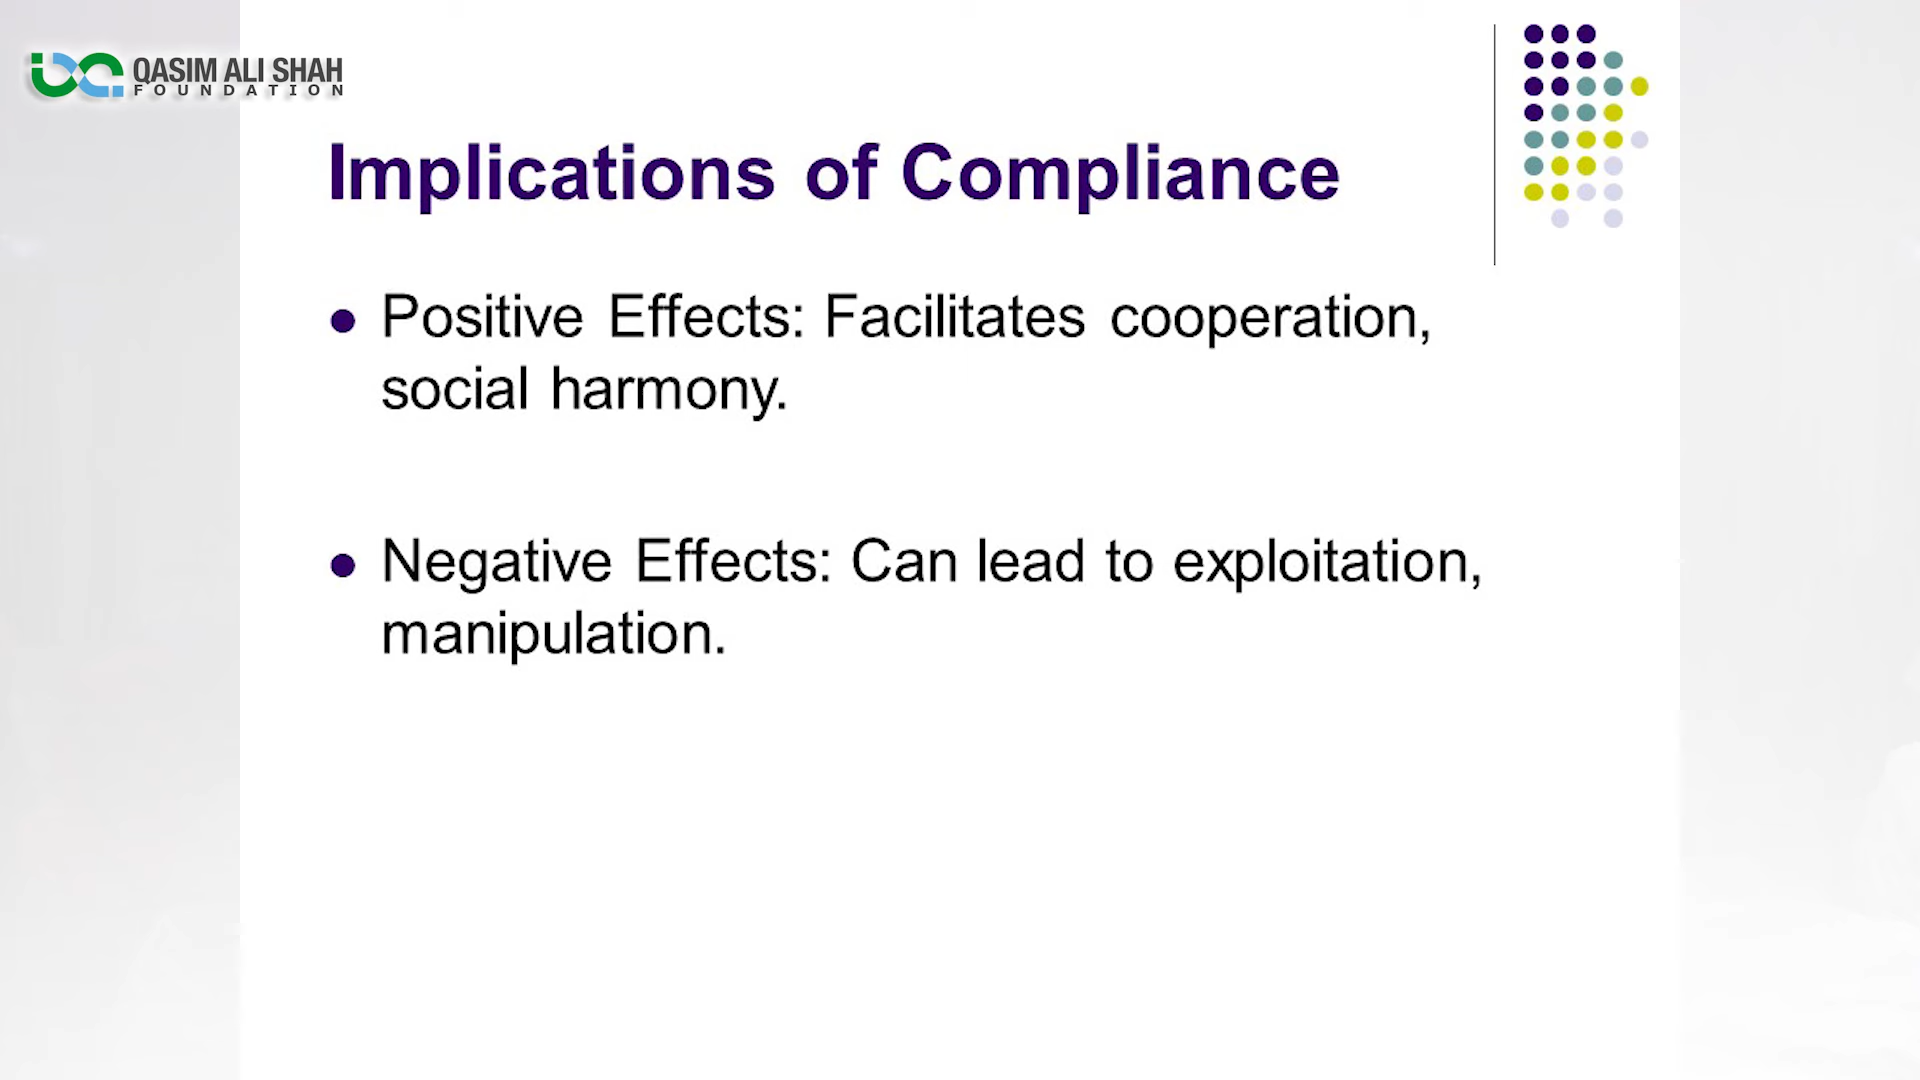 QASIM ALI SHAH
FOUNDATION
Implications of Compliance
Positive Effects: Facilitates cooperation,
social harmony.
Negative Effects: Can lead to exploitation,
manipulation.